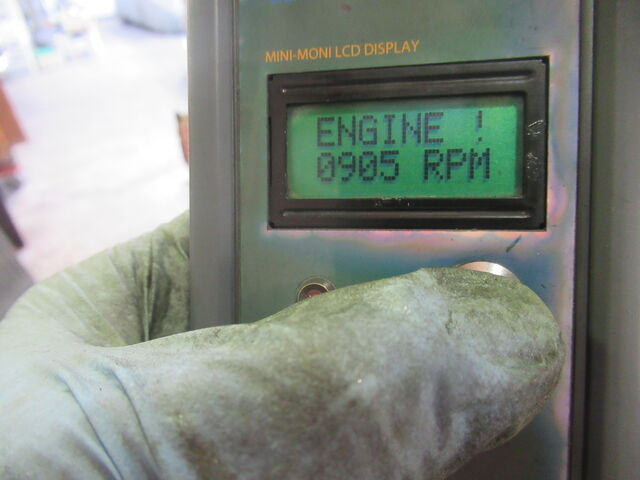 MINI-MONI LCD DISPLAY
ENGINE !
0905 RPM